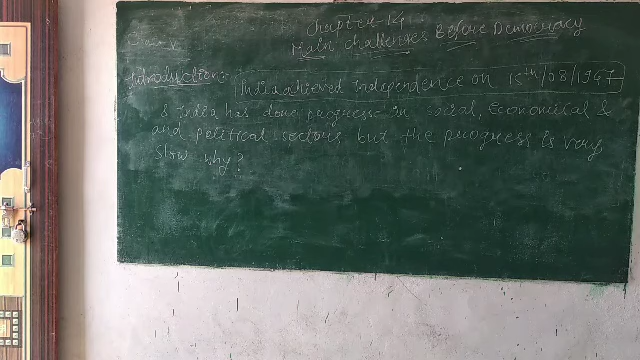 Chapter-14
Class V
Main challenges Before Democracy
Introduction:- India achieved Independence on 15th/08/1947
& India has done progress in social, Economical &
and political sectors but the progress is very
slow why?